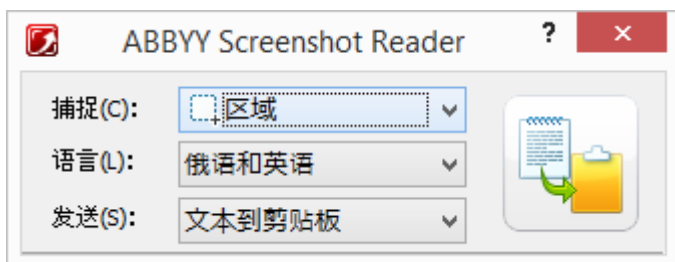 ABBYY Screenshot Reader ? ×
捕捉(C): 区域
语言(L): 俄语和英语
发送(S): 文本到剪贴板